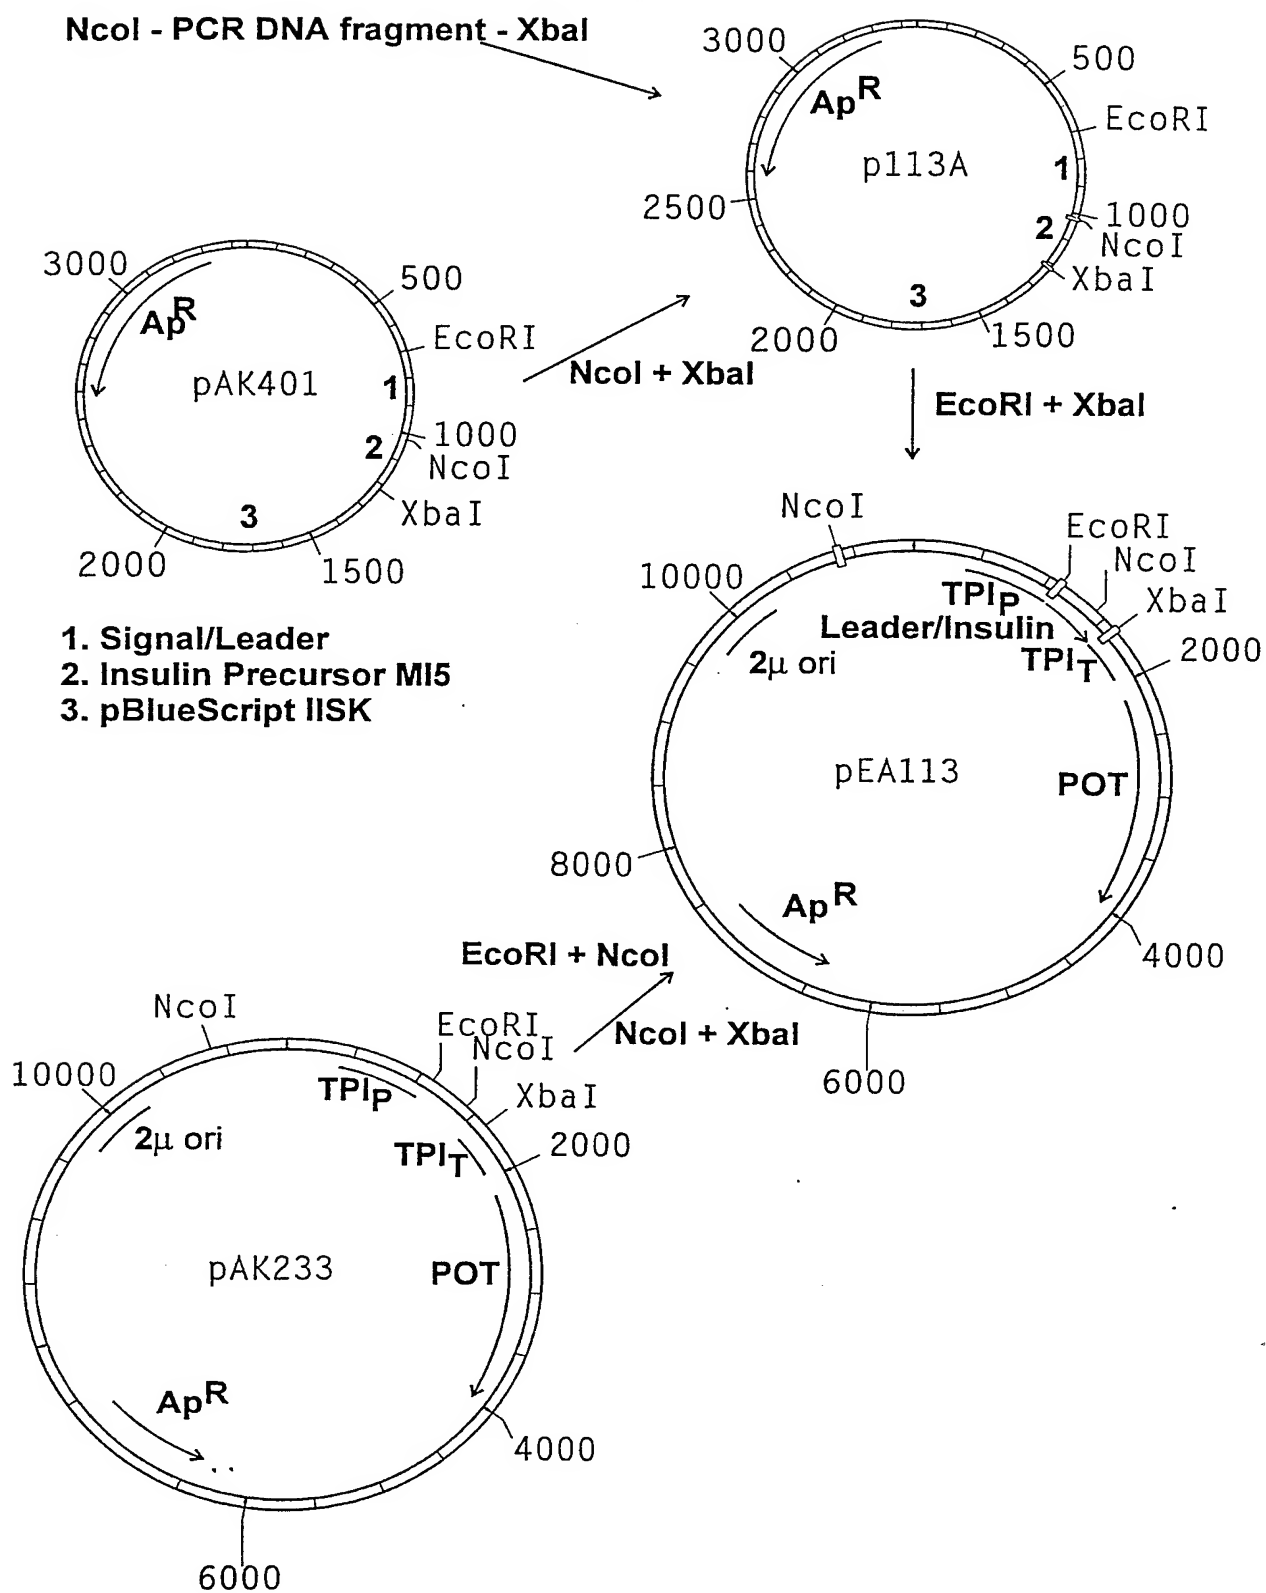 NcoI - PCR DNA fragment - XbaI
3000
500
ApR
EcoRI
p113A
1
2500
1000
2
NcoI
XbaI
3
2000
1500
3000
500
ApR
EcoRI
pAK401
1
1000
2
NcoI
XbaI
3
2000
1500
NcoI + XbaI
EcoRI + XbaI
1. Signal/Leader
2. Insulin Precursor MI5
3. pBlueScript IISK
NcoI
EcoRI
NcoI
XbaI
10000
TPIP
Leader/Insulin
TPIT
2000
2μ ori
pEA113
POT
8000
ApR
4000
6000
EcoRI + NcoI
NcoI + XbaI
NcoI
EcoRI
NcoI
XbaI
10000
TPIP
2μ ori
TPIT
2000
pAK233
POT
ApR
4000
6000